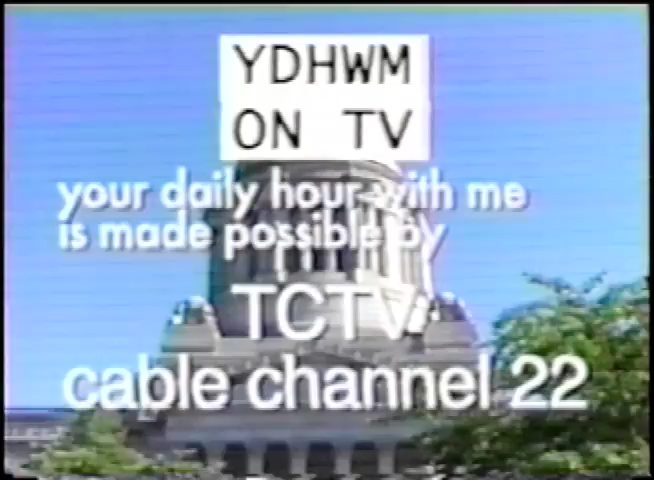 YDHWM
ON TV
your daily hour with me
is made possible by
TCTV
cable channel 22